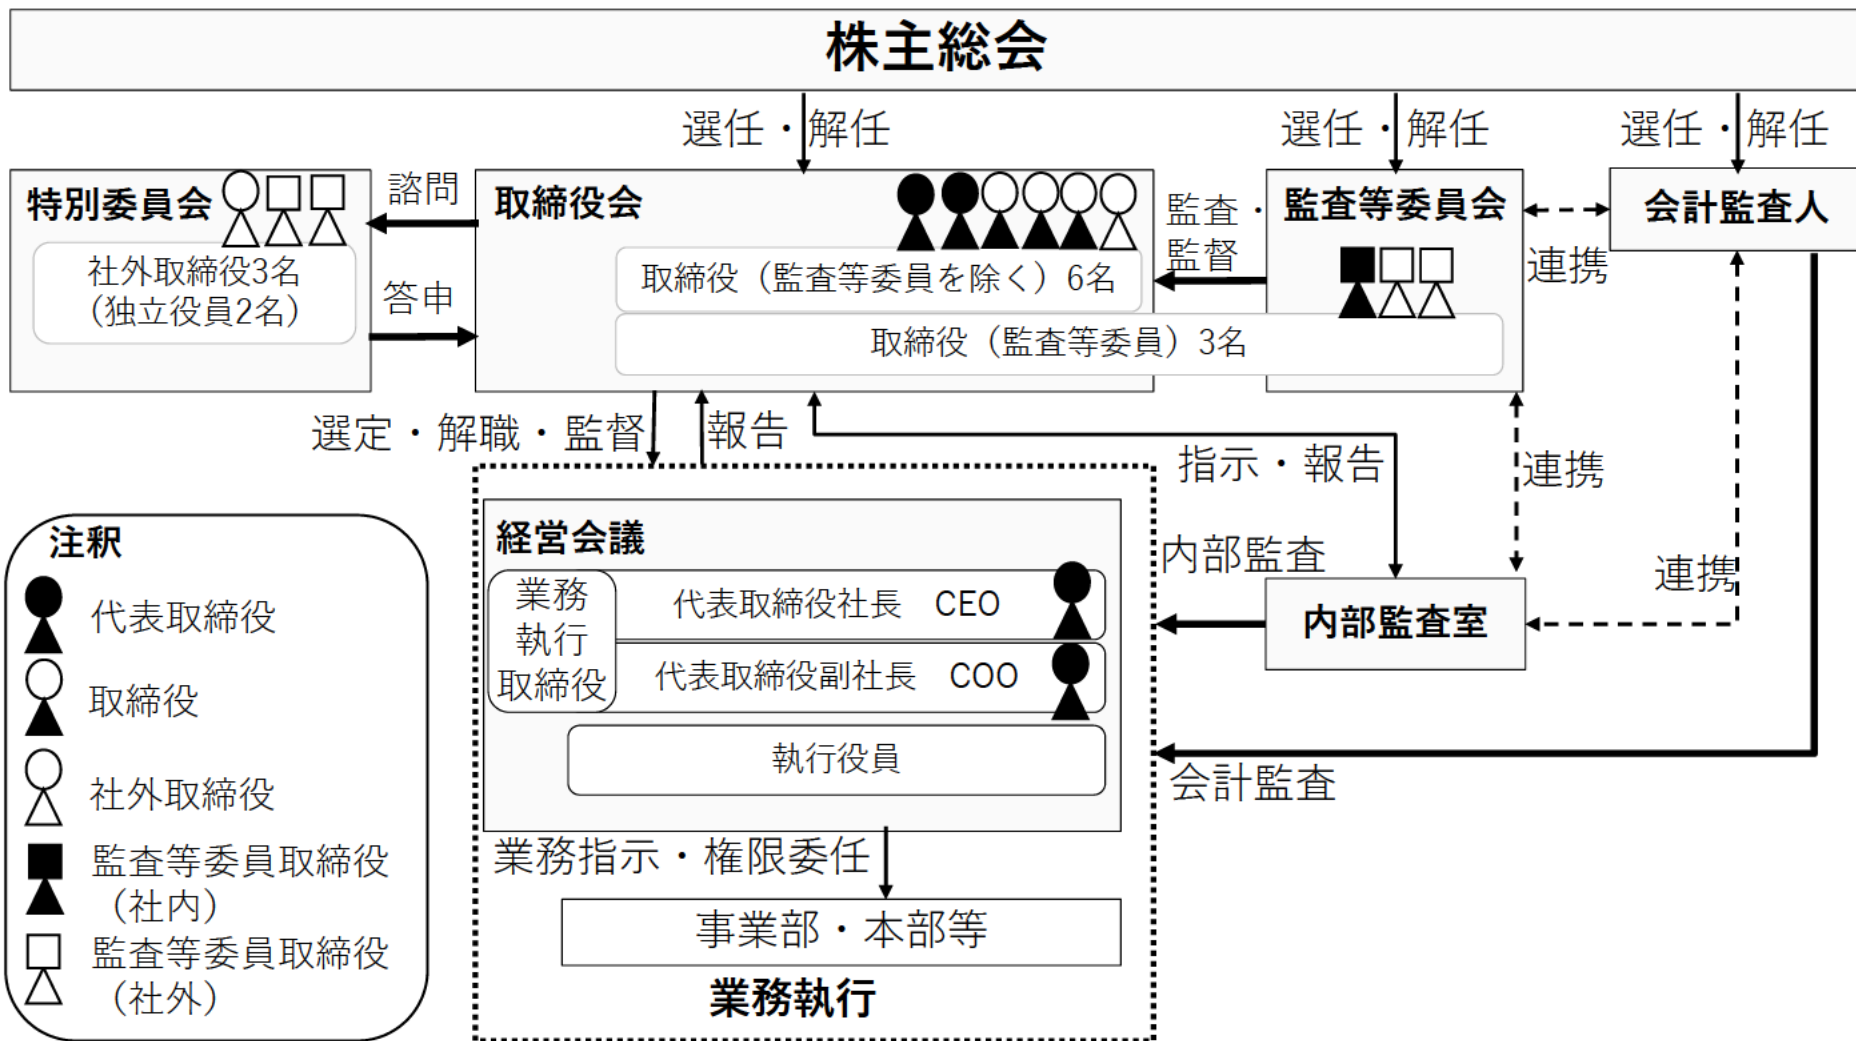 株主総会
選任・解任
選任・解任
選任・解任
特別委員会
社外取締役3名
（独立役員2名）
諮問
答申
取締役会
取締役（監査等委員を除く）6名
取締役（監査等委員）3名
監査・
監督
監査等委員会
連携
会計監査人
選定・解職・監督
報告
指示・報告
連携
連携
内部監査
内部監査室
会計監査
経営会議
業務
執行
取締役
代表取締役社長 CEO
代表取締役副社長 COO
執行役員
業務指示・権限委任
事業部・本部等
業務執行
注釈
代表取締役
取締役
社外取締役
監査等委員取締役
（社内）
監査等委員取締役
（社外）